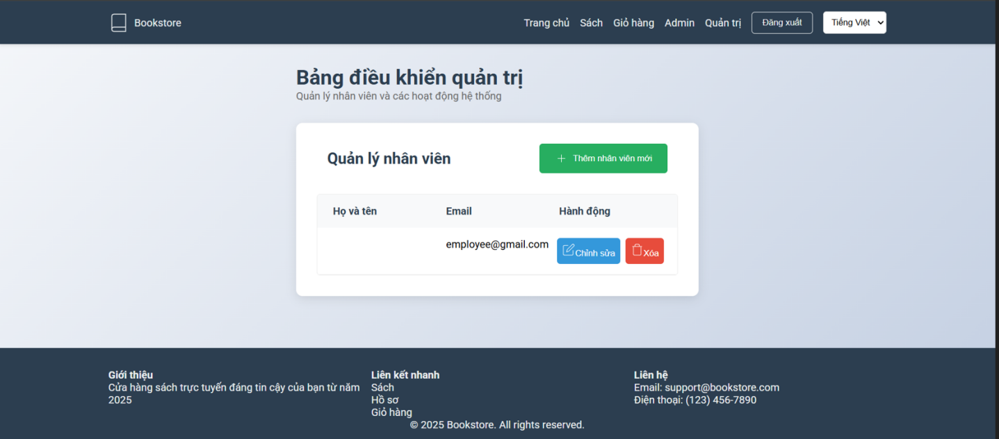 Bookstore
Trang chủ Sách Giỏ hàng Admin Quản trị Đăng xuất Tiếng Việt
Bảng điều khiển quản trị
Quản lý nhân viên và các hoạt động hệ thống
Quản lý nhân viên
Thêm nhân viên mới
Họ và tên Email Hành động
employee@gmail.com Chỉnh sửa Xóa
Giới thiệu
Cửa hàng sách trực tuyến đáng tin cậy của bạn từ năm
2025
Liên kết nhanh
Sách
Hồ sơ
Giỏ hàng
Liên hệ
Email: support@bookstore.com
Điện thoại: (123) 456-7890
© 2025 Bookstore. All rights reserved.